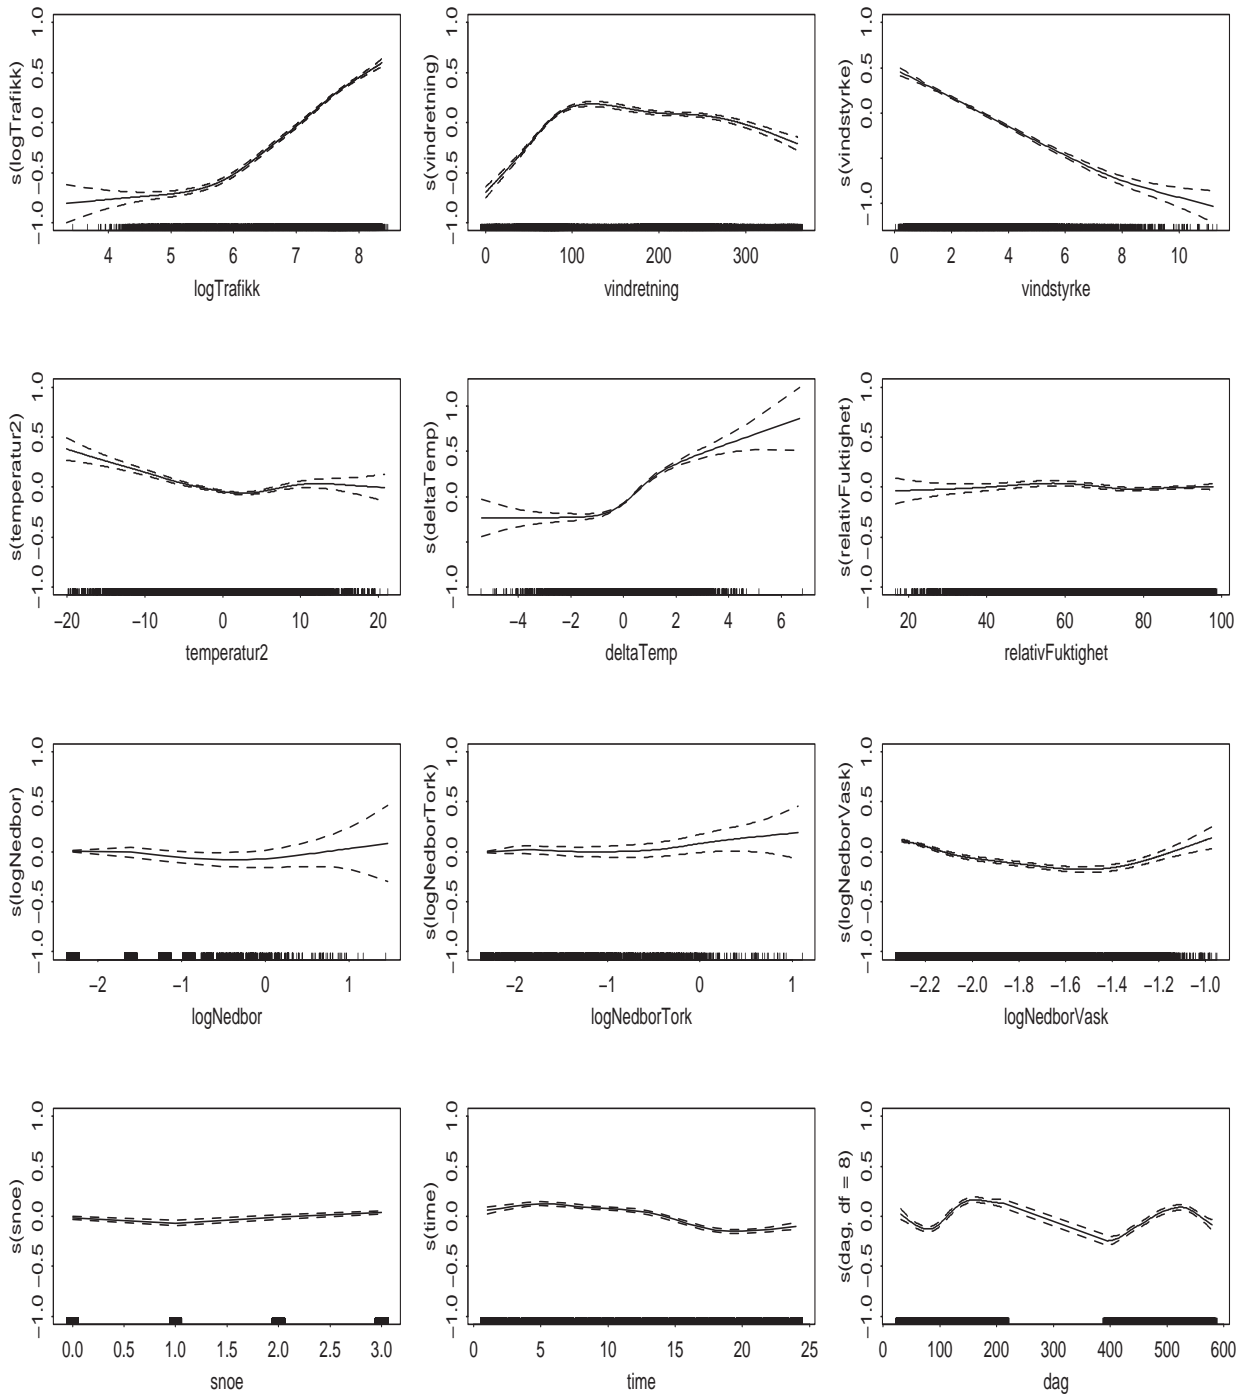 s(logTrafikk)
−1.0 −0.5 0.0 0.5 1.0
4 5 6 7 8
logTrafikk
s(vindretning)
−1.0 −0.5 0.0 0.5 1.0
0 100 200 300
vindretning
s(vindstyrke)
−1.0 0.0 0.5 1.0
0 2 4 6 8 10
vindstyrke
s(temperatur2)
−1.0 −0.5 0.0 0.5 1.0
−20 −10 0 10 20
temperatur2
s(deltaTemp)
−1.0 0.0 0.5 1.0
−4 −2 0 2 4 6
deltaTemp
s(relativFuktighet)
−1.0 −0.5 0.0 0.5 1.0
20 40 60 80 100
relativFuktighet
s(logNedbor)
−1.0 −0.5 0.0 0.5 1.0
−2 −1 0 1
logNedbor
s(logNedborTork)
−1.0 −0.5 0.0 0.5 1.0
−2 −1 0 1
logNedborTork
s(logNedborVask)
−1.0 −0.5 0.0 0.5 1.0
−2.2 −2.0 −1.8 −1.6 −1.4 −1.2 −1.0
logNedborVask
s(snoe)
−1.0 −0.5 0.0 0.5 1.0
0.0 0.5 1.0 1.5 2.0 2.5 3.0
snoe
s(time)
−1.0 −0.5 0.0 0.5 1.0
0 5 10 15 20 25
time
s(dag, df = 8)
−1.0 −0.5 0.0 0.5 1.0
0 100 200 300 400 500 600
dag